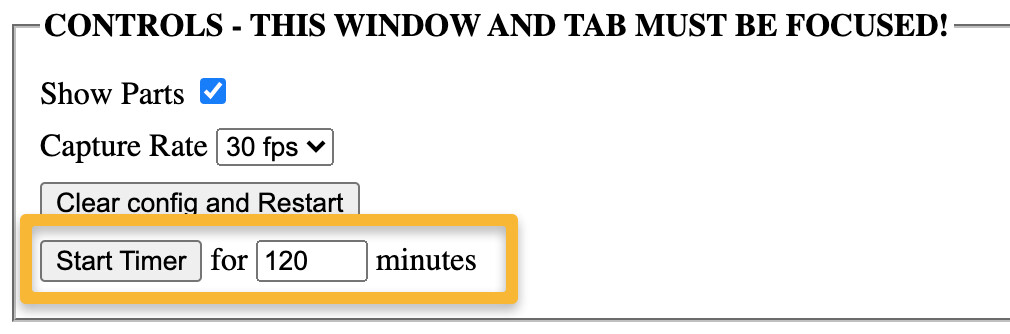 CONTROLS - THIS WINDOW AND TAB MUST BE FOCUSED!
Show Parts
Capture Rate 30 fps
Clear config and Restart
Start Timer for 120 minutes